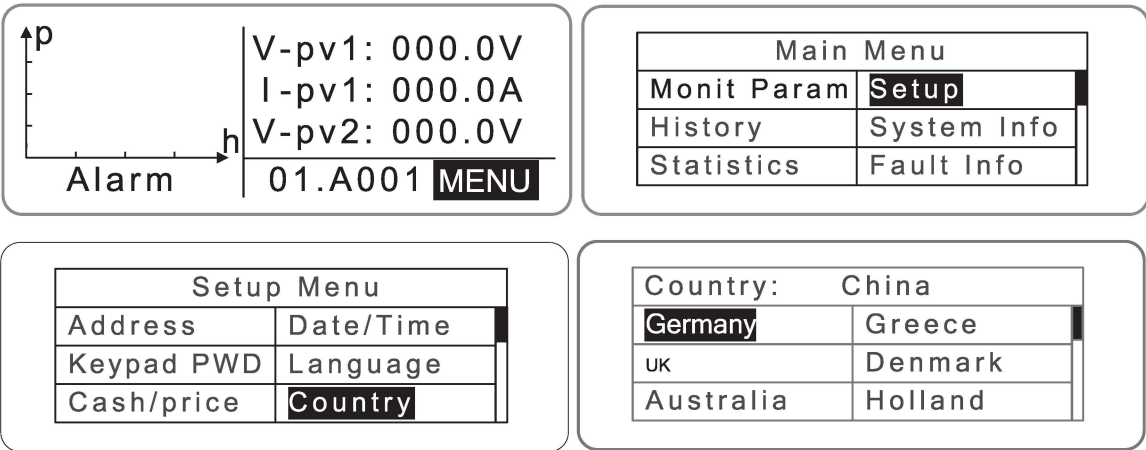 p
V-pv1: 000.0V
I-pv1: 000.0A
V-pv2: 000.0V
h
Alarm 01.A001 MENU
Main Menu
Monit Param Setup
History System Info
Statistics Fault Info
Setup Menu
Address Date/Time
Keypad PWD Language
Cash/price Country
Country: China
Germany Greece
UK Denmark
Australia Holland